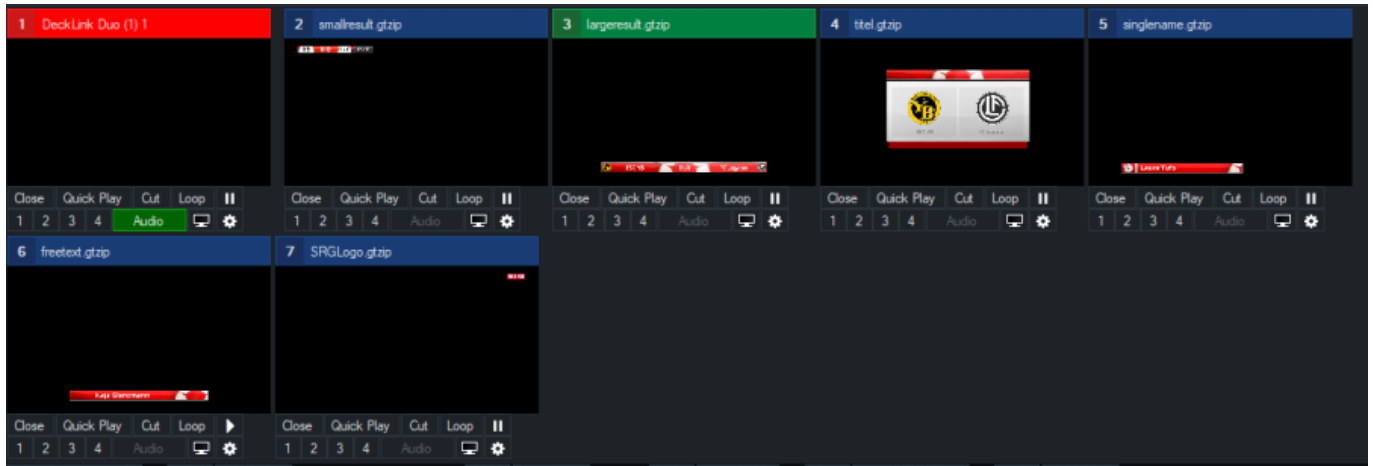 1 DeckLink Duo (1) 1
2 smallresult.gtzip
3 largeresult.gtzip
4 titel.gtzip
5 singlename.gtzip
Close Quick Play Cut Loop
1 2 3 4 Audio
Close Quick Play Cut Loop
1 2 3 4 Audio
Close Quick Play Cut Loop
1 2 3 4 Audio
Close Quick Play Cut Loop
1 2 3 4 Audio
Close Quick Play Cut Loop
1 2 3 4 Audio
6 freetext.gtzip
7 SRGLogo.gtzip
Close Quick Play Cut Loop
1 2 3 4 Audio
Close Quick Play Cut Loop
1 2 3 4 Audio